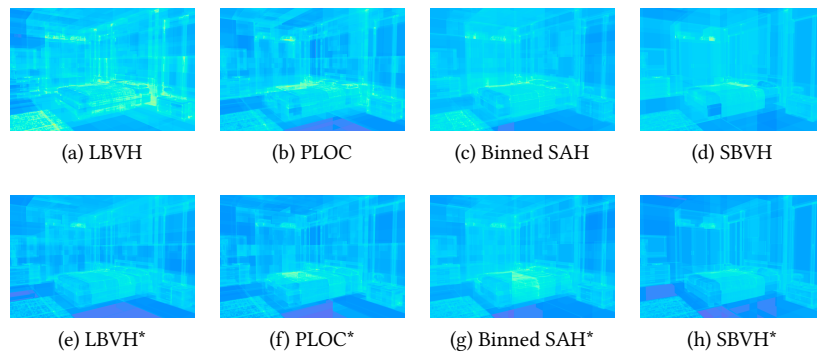 (a) LBVH
(b) PLOC
(c) Binned SAH
(d) SBVH
(e) LBVH*
(f) PLOC*
(g) Binned SAH*
(h) SBVH*